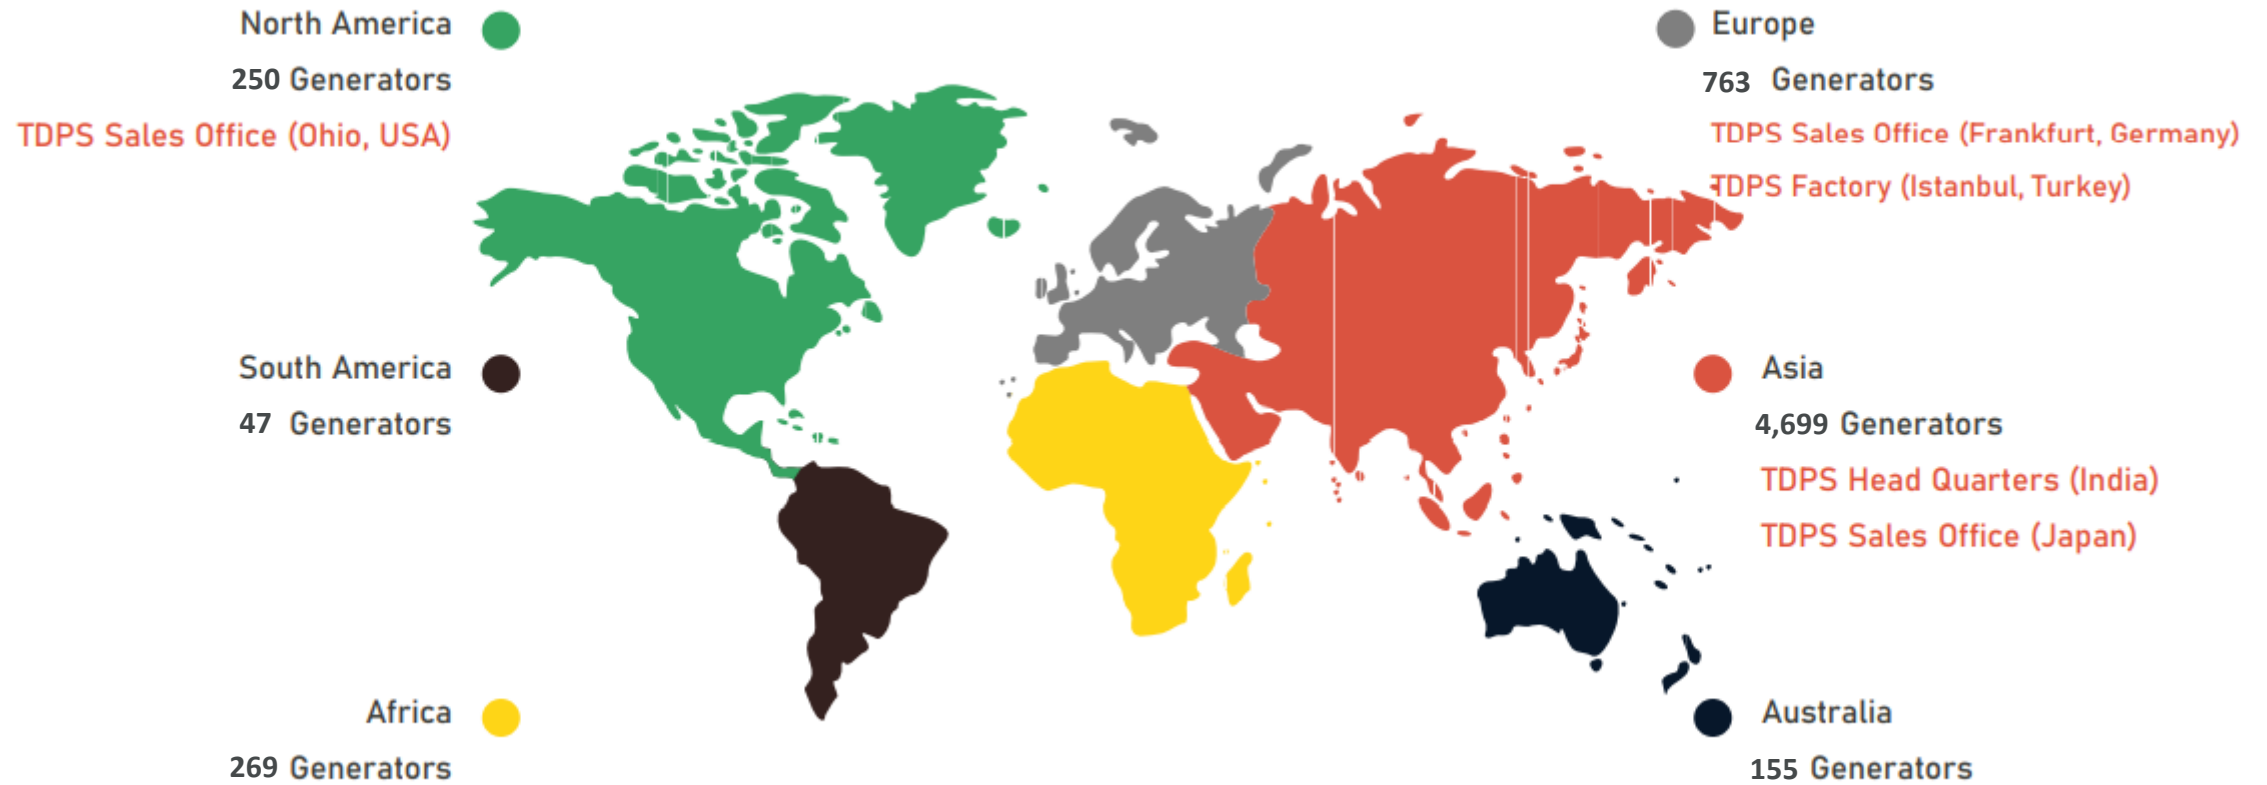 North America
250 Generators
TDPS Sales Office (Ohio, USA)
South America
47 Generators
Africa
269 Generators
Europe
763 Generators
TDPS Sales Office (Frankfurt, Germany)
TDPS Factory (Istanbul, Turkey)
Asia
4,699 Generators
TDPS Head Quarters (India)
TDPS Sales Office (Japan)
Australia
155 Generators